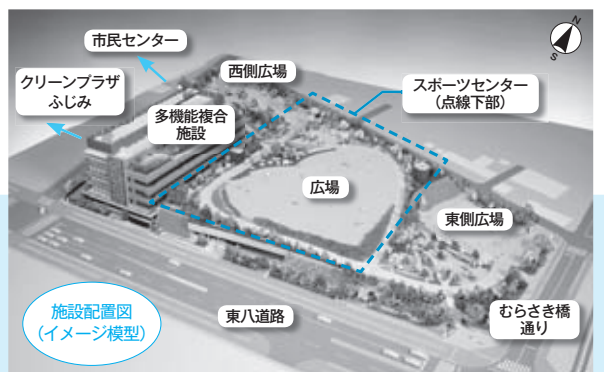 N
S
市民センター
西側広場
クリーンプラザ
ふじみ
多機能複合
施設
スポーツセンター
(点線下部)
広場
東側広場
施設配置図
(イメージ模型)
東八道路
むらさき橋
通り